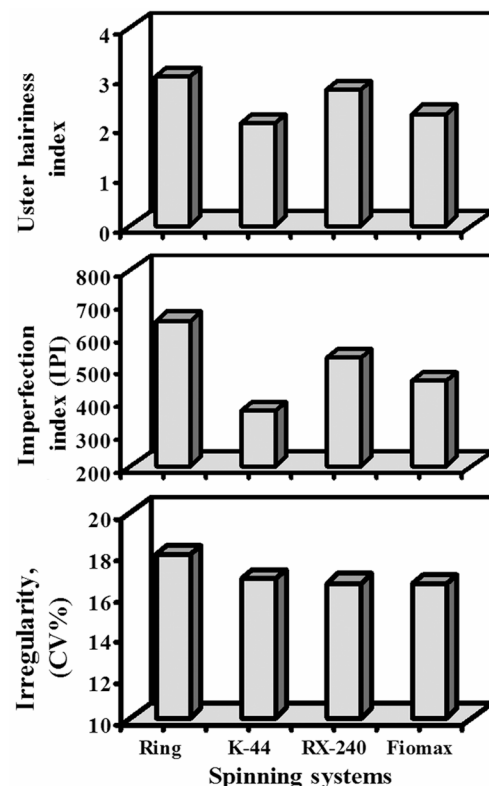 Uster hairiness
index
4
3
2
1
0
Imperfection
index (IPI)
800
700
600
500
400
300
200
Irregularity,
(CV%)
20
18
16
14
12
10
Ring K-44 RX-240 Fiomax
Spinning systems